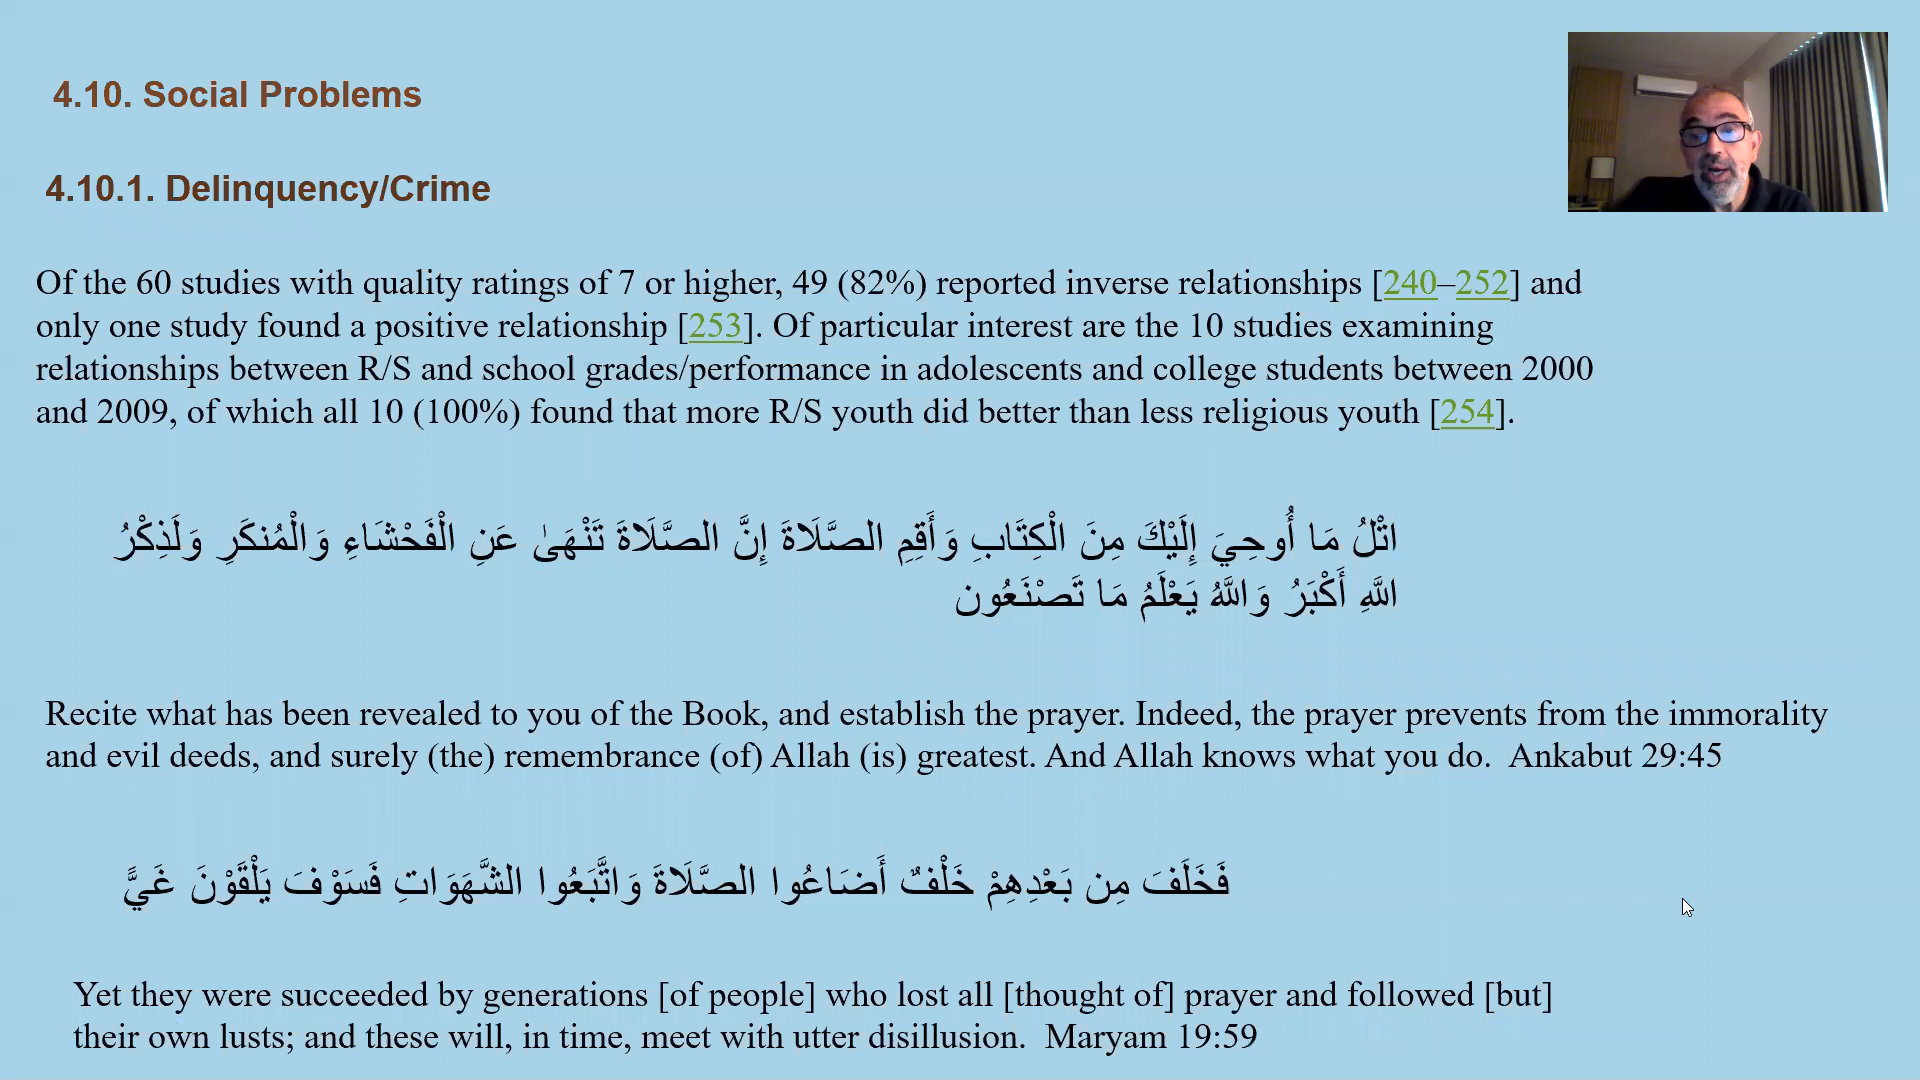 4.10. Social Problems
4.10.1. Delinquency/Crime
Of the 60 studies with quality ratings of 7 or higher, 49 (82%) reported inverse relationships [240–252] and
only one study found a positive relationship [253]. Of particular interest are the 10 studies examining
relationships between R/S and school grades/performance in adolescents and college students between 2000
and 2009, of which all 10 (100%) found that more R/S youth did better than less religious youth [254].
اتْلُ مَا أُوحِيَ إِلَيْكَ مِنَ الْكِتَابِ وَأَقِمِ الصَّلَاةَ إِنَّ الصَّلَاةَ تَنْهَىٰ عَنِ الْفَحْشَاءِ وَالْمُنكَرِ وَلَذِكْرُ
اللَّهِ أَكْبَرُ وَاللَّهُ يَعْلَمُ مَا تَصْنَعُون
Recite what has been revealed to you of the Book, and establish the prayer. Indeed, the prayer prevents from the immorality
and evil deeds, and surely (the) remembrance (of) Allah (is) greatest. And Allah knows what you do.  Ankabut 29:45
فَخَلَفَ مِن بَعْدِهِمْ خَلْفٌ أَضَاعُوا الصَّلَاةَ وَاتَّبَعُوا الشَّهَوَاتِ فَسَوْفَ يَلْقَوْنَ غَيًّ
Yet they were succeeded by generations [of people] who lost all [thought of] prayer and followed [but]
their own lusts; and these will, in time, meet with utter disillusion.  Maryam 19:59